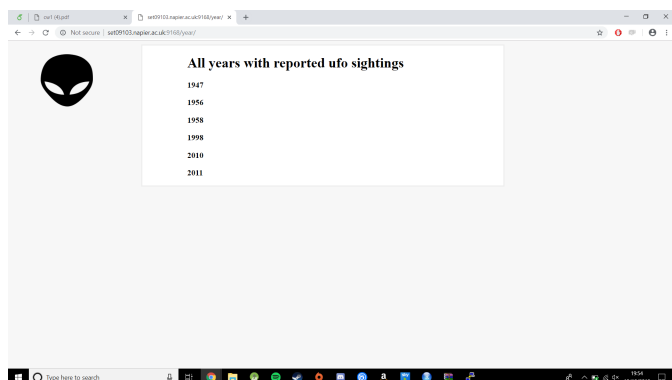 cw1 (4).pdf
set09103.napier.ac.uk:9168/year/
Not secure | set09103.napier.ac.uk:9168/year/
All years with reported ufo sightings
1947
1956
1958
1998
2010
2011
Type here to search
19:54